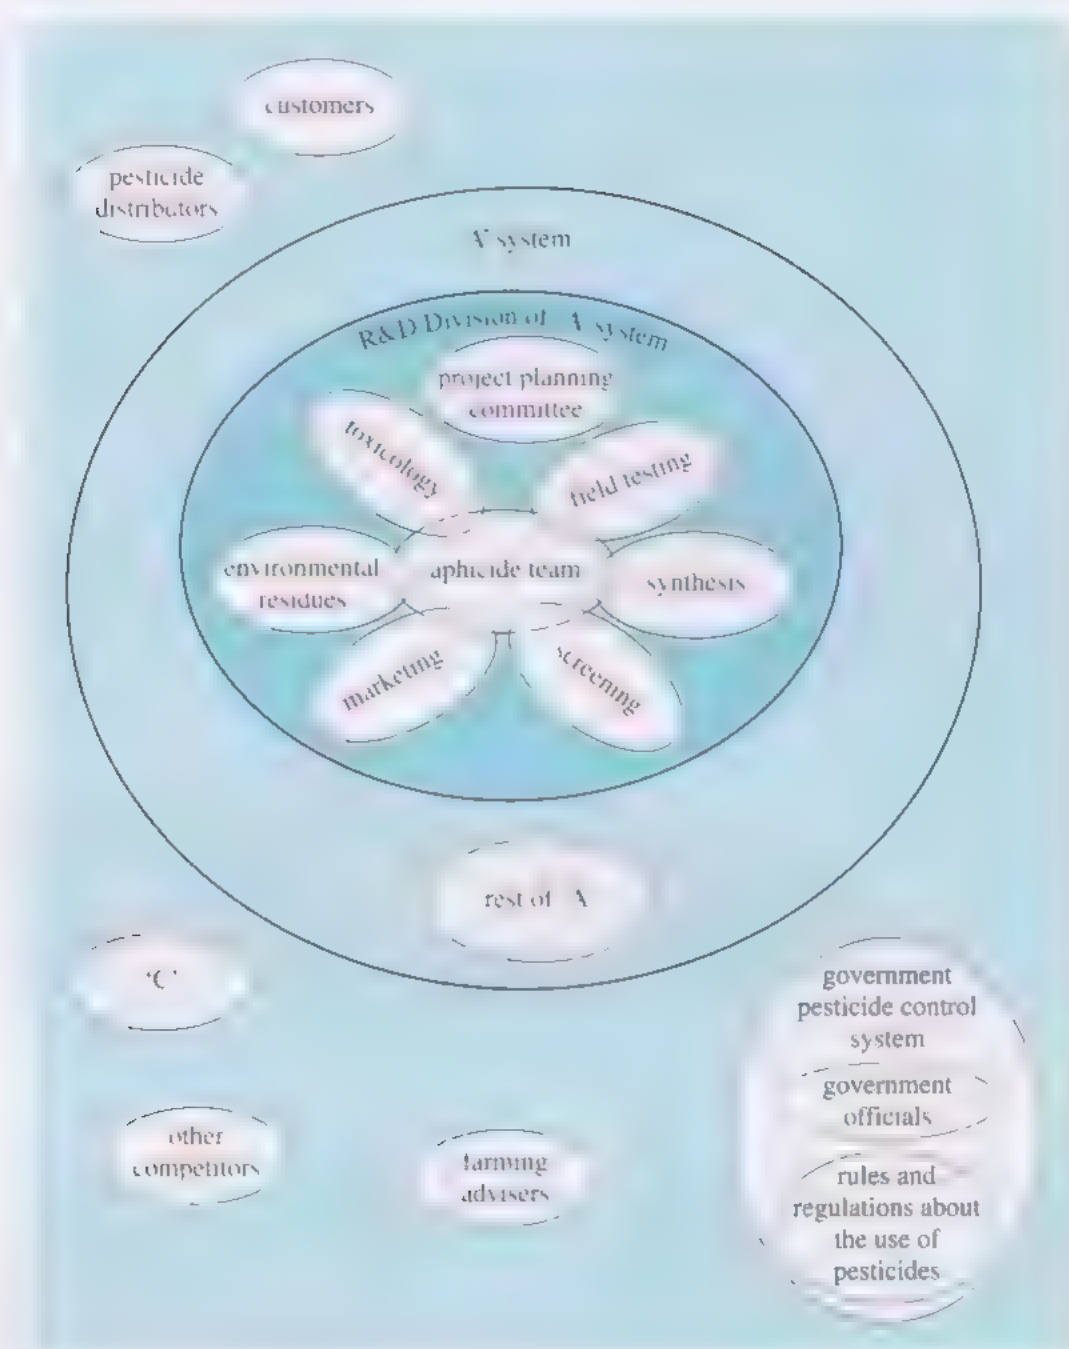 customers
pesticide
distributors
'A' system
R&D Division of 'A' system
project planning
committee
toxicology
field testing
environmental
residues
aphicide team
synthesis
marketing
screening
rest of 'A'
'C'
government
pesticide control
system
government
officials
rules and
regulations about
the use of
pesticides
other
competitors
farming
advisers